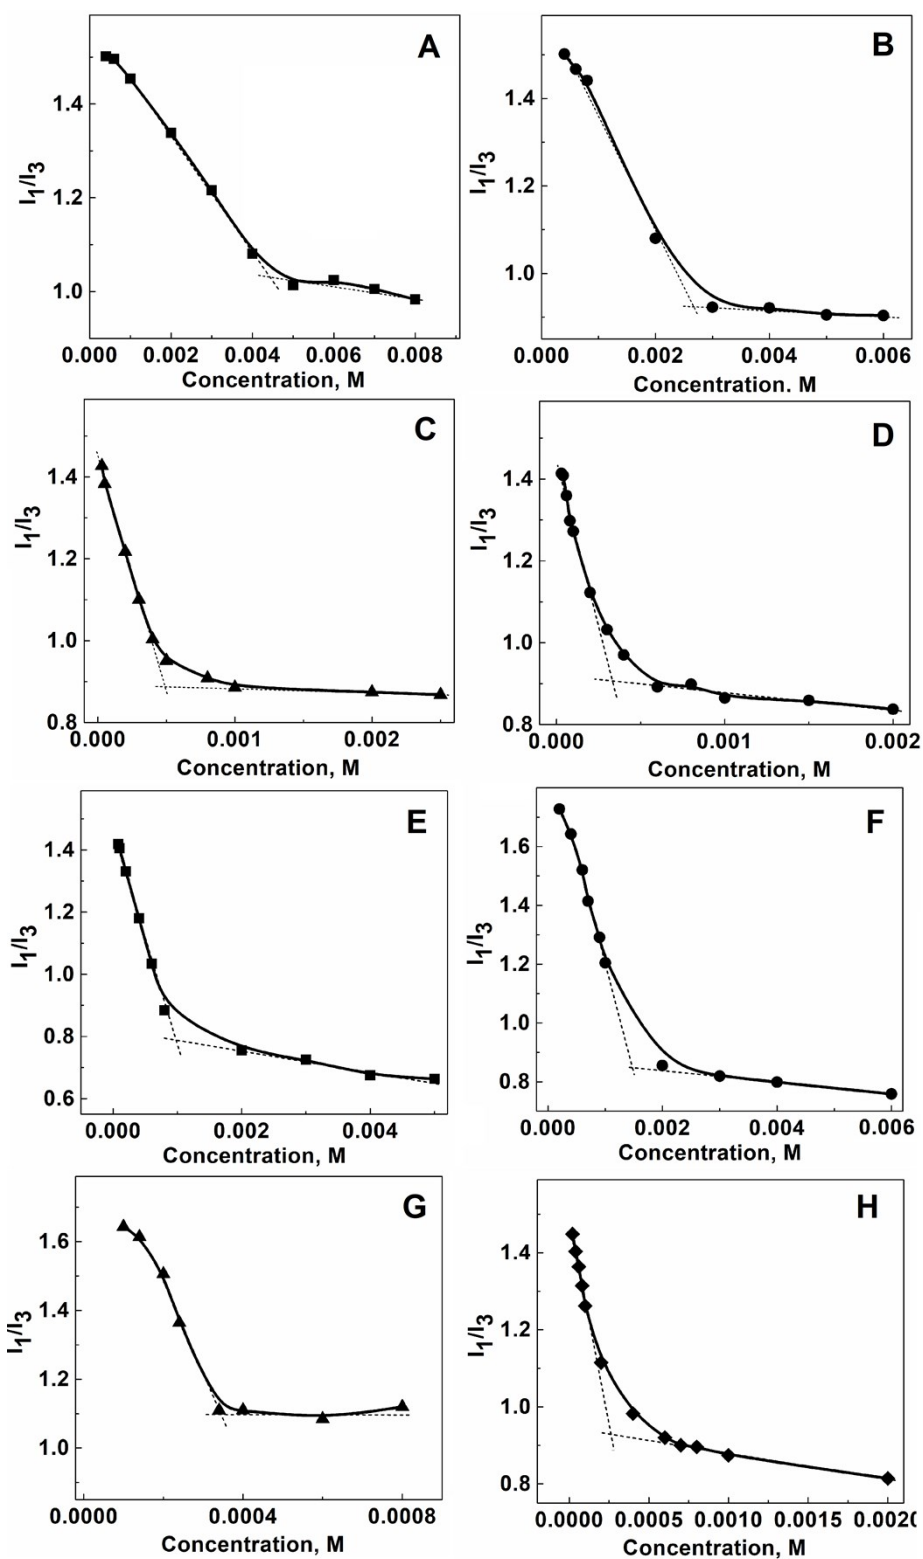 A
I1/I3
1.4
1.2
1.0
0.000 0.002 0.004 0.006 0.008
Concentration, M
B
I1/I3
1.4
1.2
1.0
0.000 0.002 0.004 0.006
Concentration. M
C
I1/I3
1.4
1.2
1.0
0.8
0.000 0.001 0.002
Concentration, M
D
I1/I3
1.4
1.2
1.0
0.8
0.000 0.001 0.002
Concentration, M
E
I1/I3
1.4
1.2
1.0
0.8
0.6
0.000 0.002 0.004
Concentration, M
F
I1/I3
1.6
1.4
1.2
1.0
0.8
0.000 0.002 0.004 0.006
Concentration, M
G
I1/I3
1.6
1.4
1.2
1.0
0.0000 0.0004 0.0008
Concentration, M
H
I1/I3
1.4
1.2
1.0
0.8
0.0000 0.0005 0.0010 0.0015 0.0020
Concentration, M